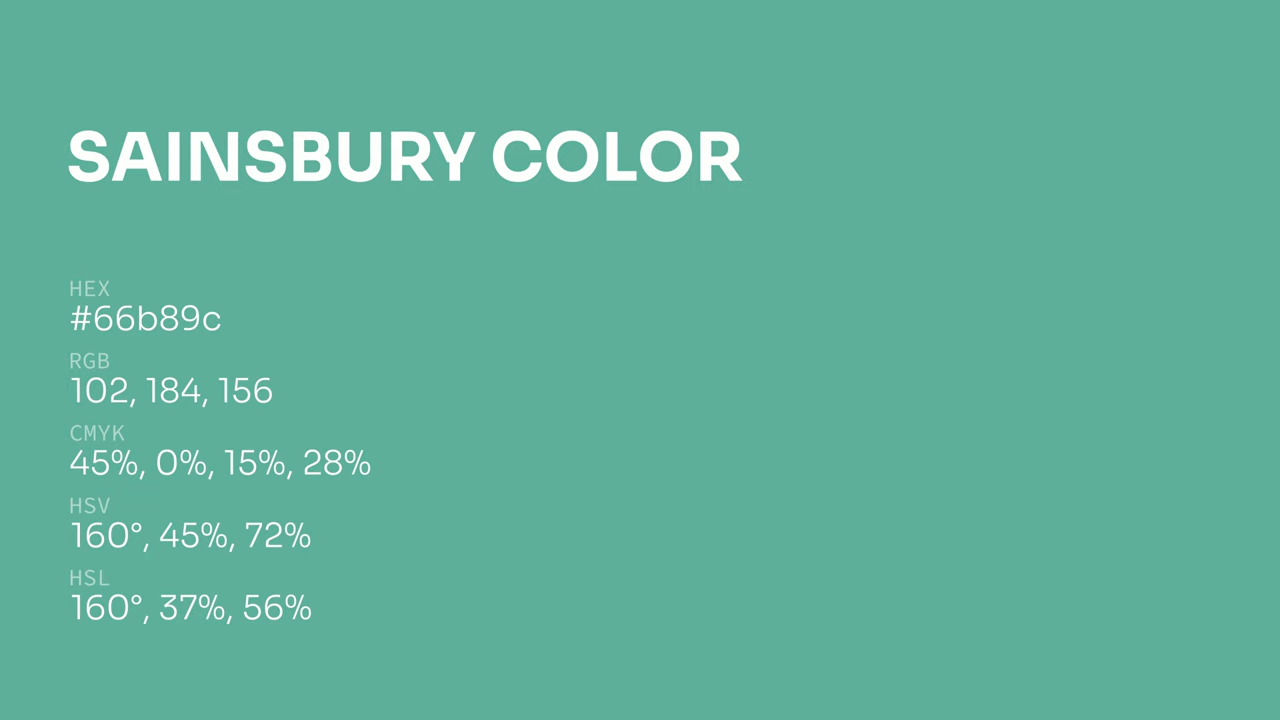 SAINSBURY COLOR
HEX
#66b89c
RGB
102, 184, 156
CMYK
45%, 0%, 15%, 28%
HSV
160°, 45%, 72%
HSL
160°, 37%, 56%